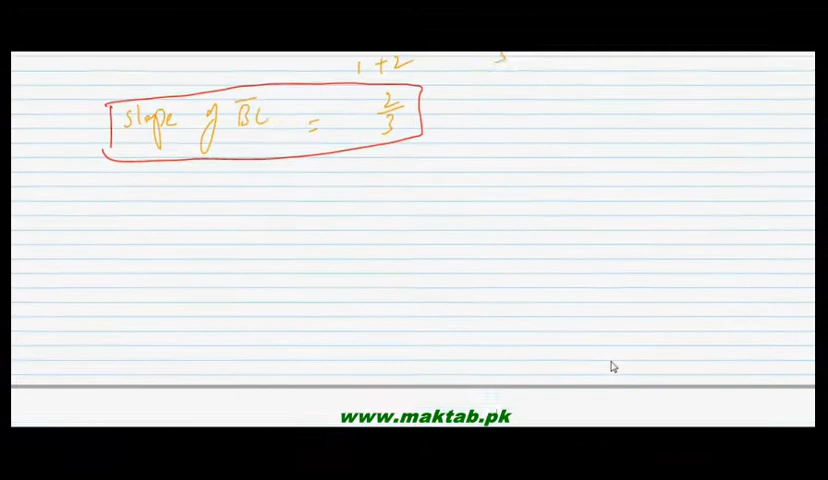 1 + 2
slope of BC = 2/3
www.maktab.pk